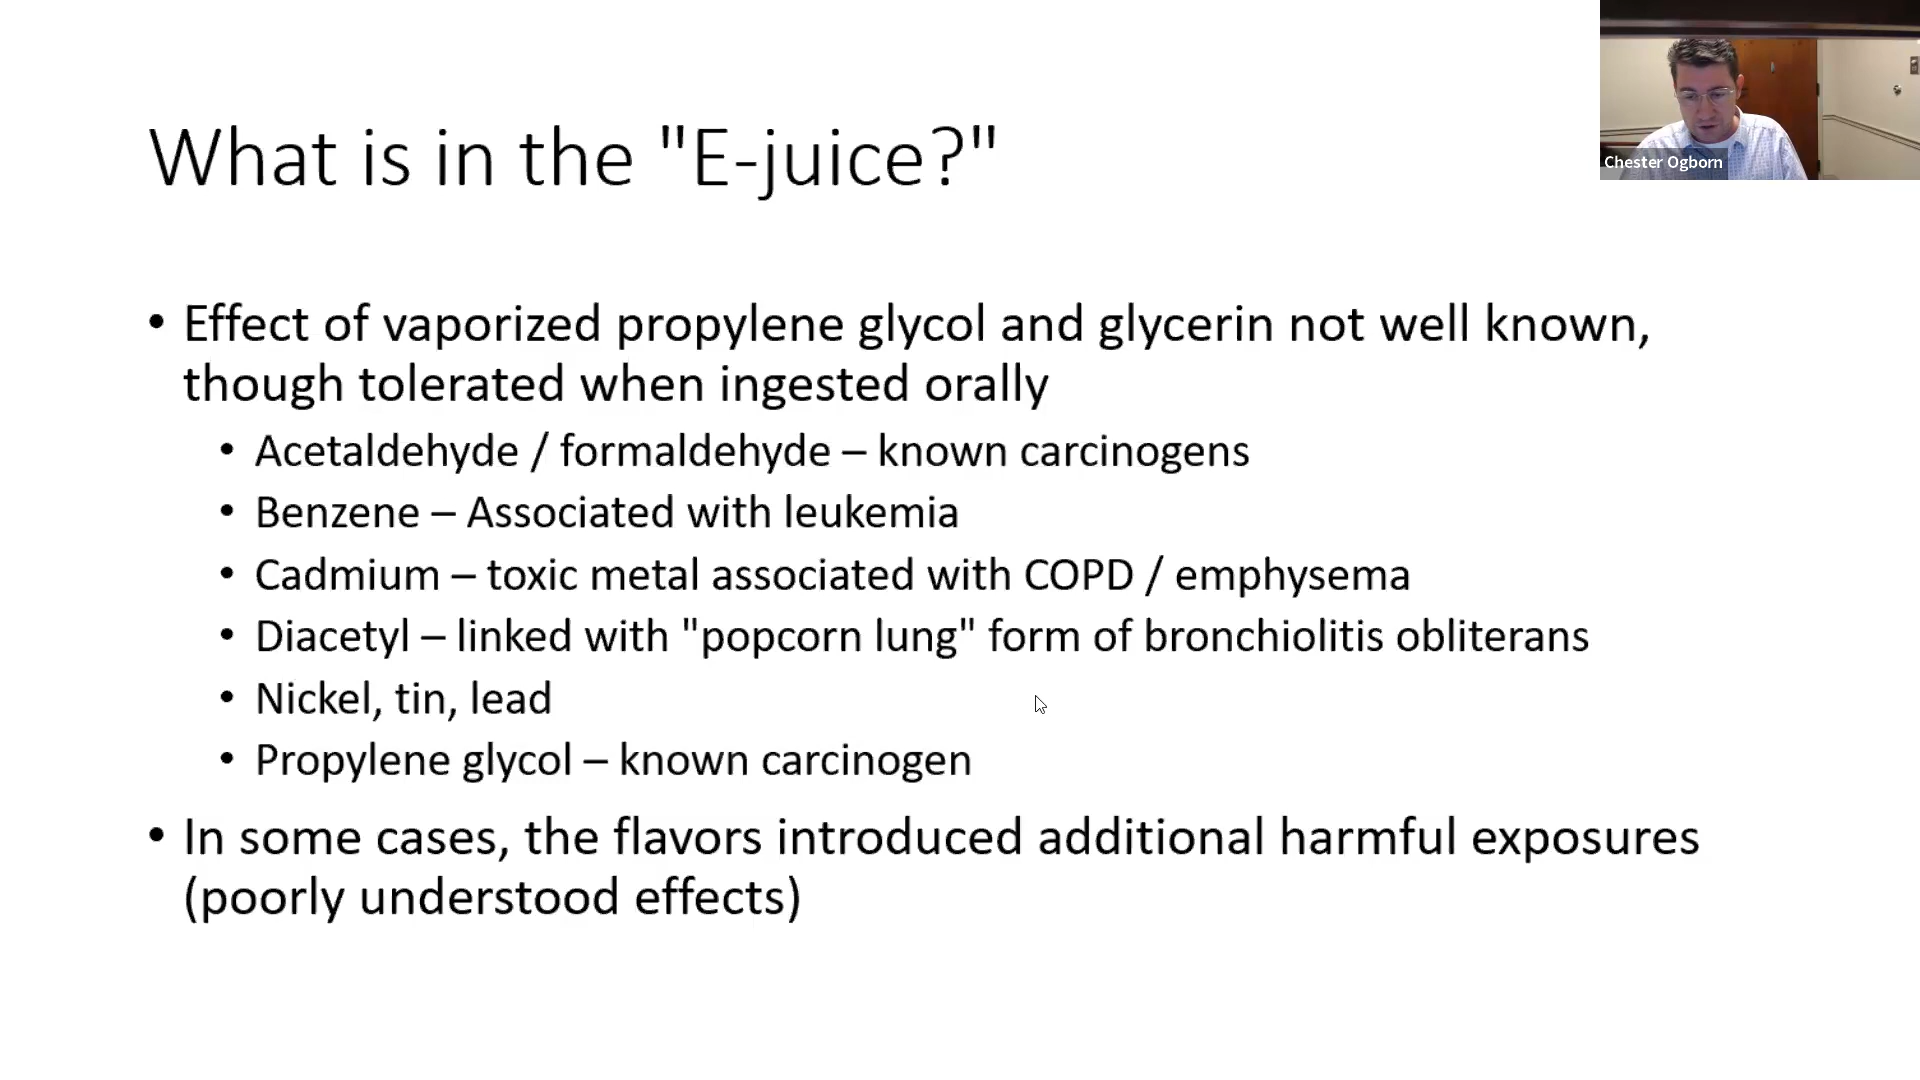 What is in the "E-juice?"
Chester Ogborn
• Effect of vaporized propylene glycol and glycerin not well known,
though tolerated when ingested orally
• Acetaldehyde / formaldehyde – known carcinogens
• Benzene – Associated with leukemia
• Cadmium – toxic metal associated with COPD / emphysema
• Diacetyl – linked with "popcorn lung" form of bronchiolitis obliterans
• Nickel, tin, lead
• Propylene glycol – known carcinogen
• In some cases, the flavors introduced additional harmful exposures
(poorly understood effects)